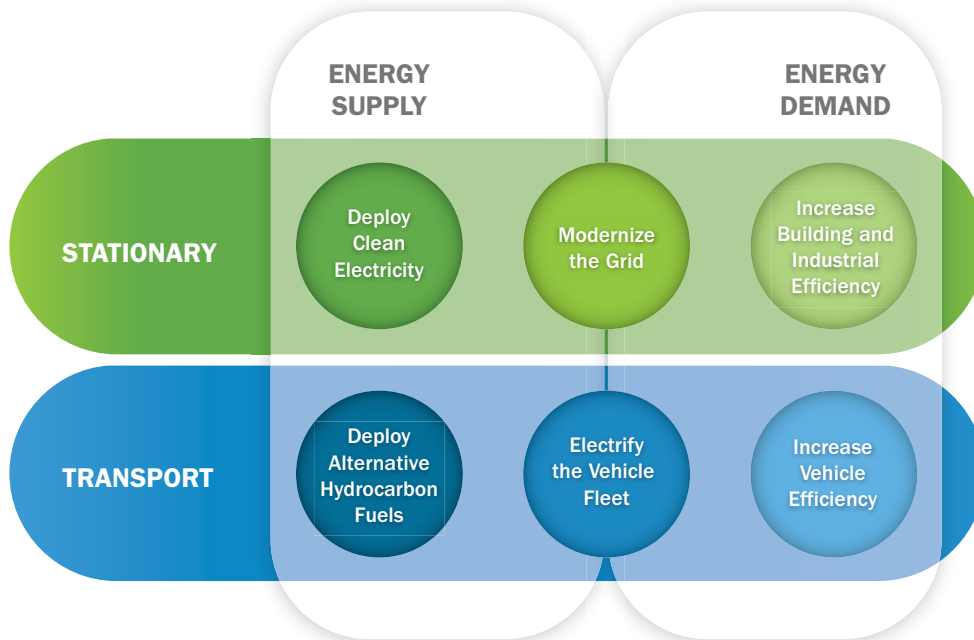 ENERGY
SUPPLY
ENERGY
DEMAND
STATIONARY
Deploy
Clean
Electricity
Modernize
the Grid
Increase
Building and
Industrial
Efficiency
TRANSPORT
Deploy
Alternative
Hydrocarbon
Fuels
Electrify
the Vehicle
Fleet
Increase
Vehicle
Efficiency